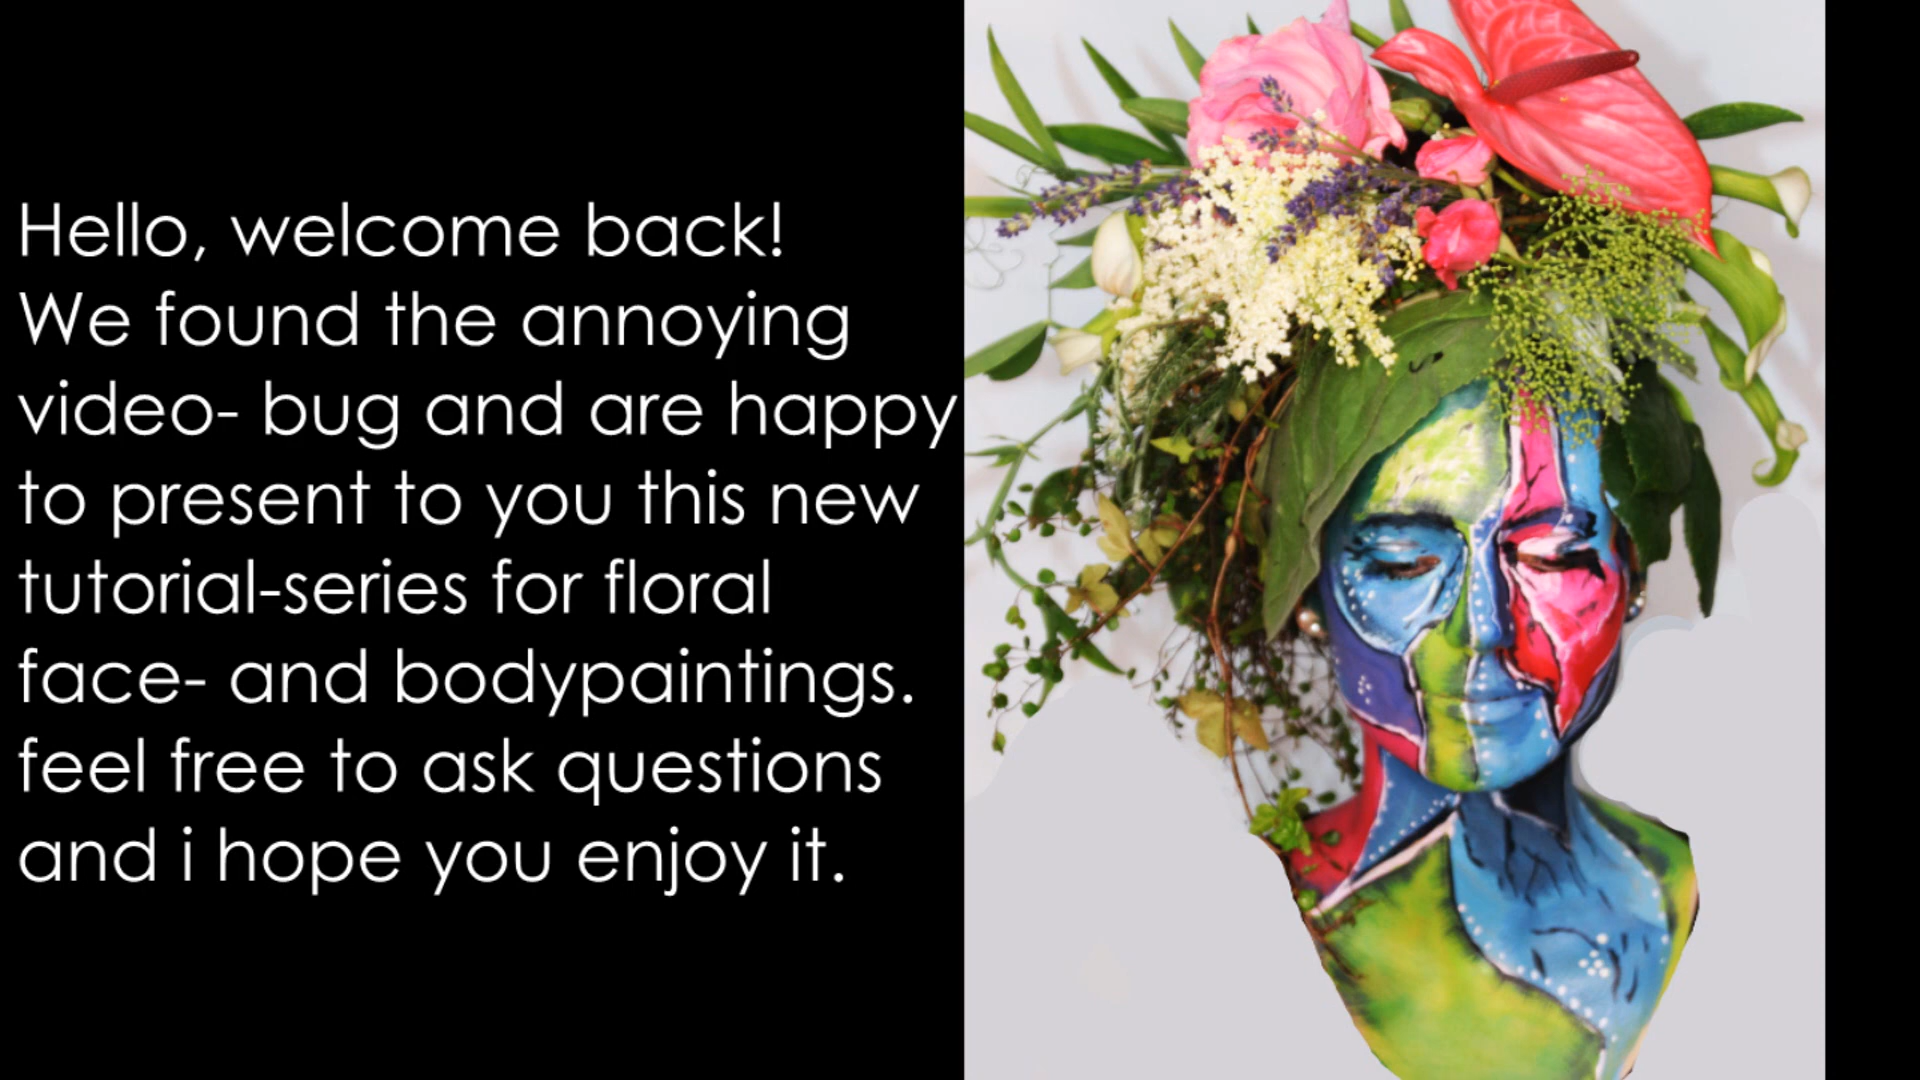 Hello, welcome back!
We found the annoying
video- bug and are happy
to present to you this new
tutorial-series for floral
face- and bodypaintings.
feel free to ask questions
and i hope you enjoy it.